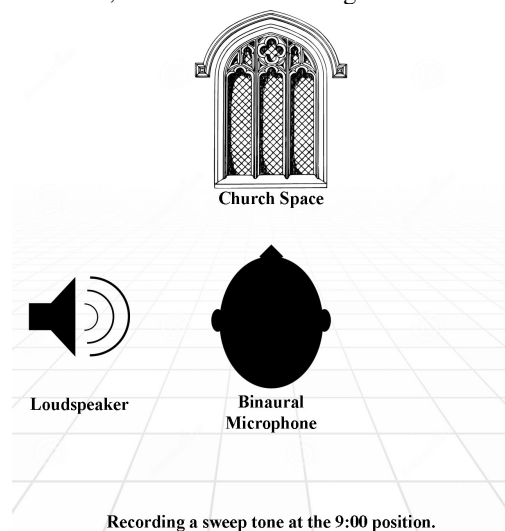 Church Space
Loudspeaker
Binaural
Microphone
Recording a sweep tone at the 9:00 position.